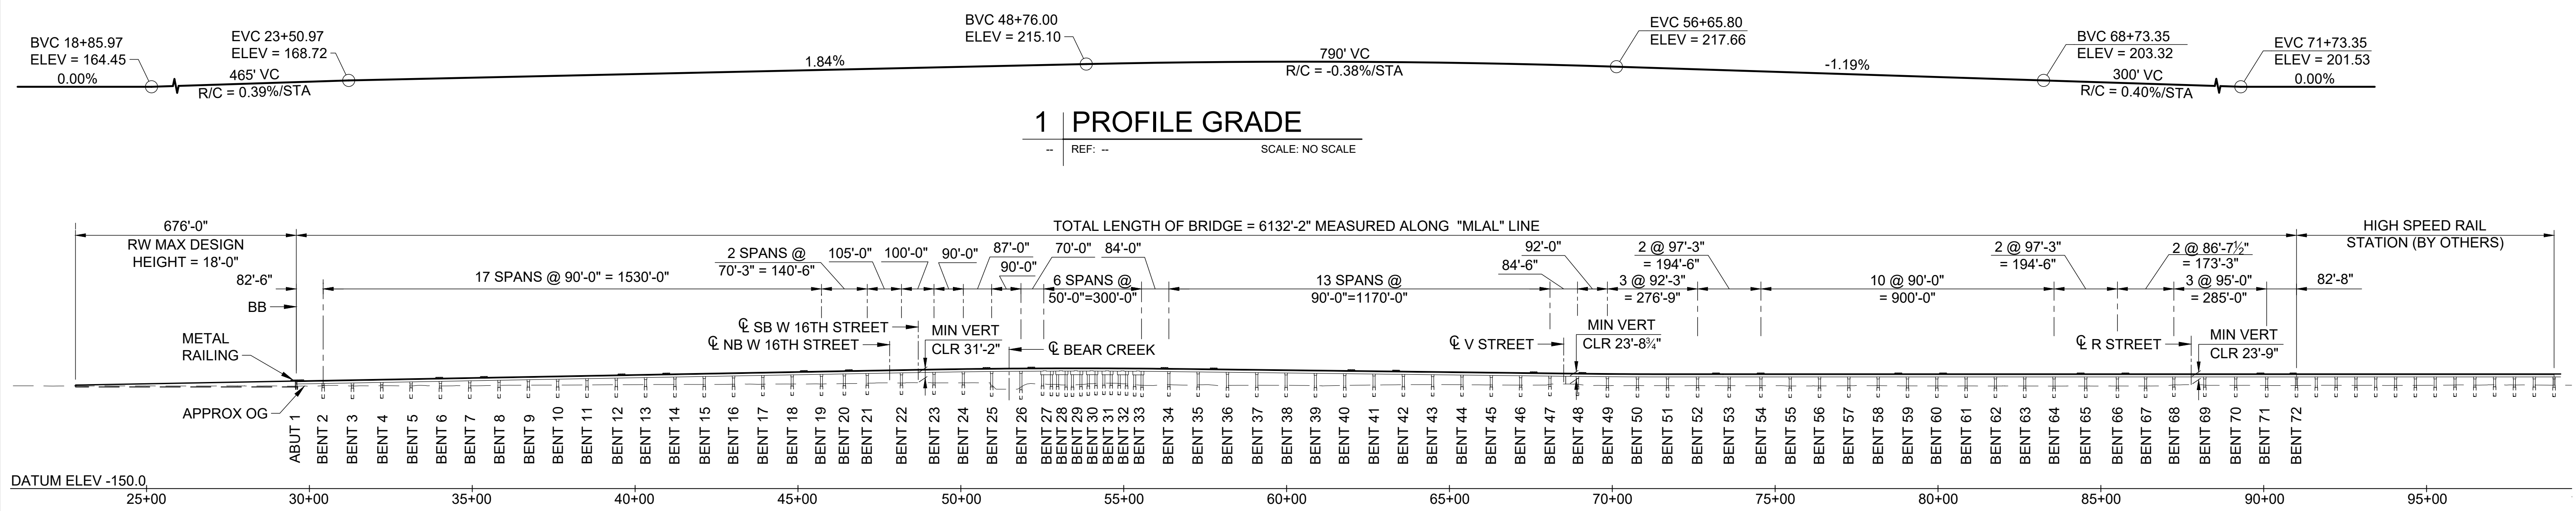 BVC 18+85.97
ELEV = 164.45
0.00%
EVC 23+50.97
ELEV = 168.72
465' VC
R/C = 0.39%/STA
1.84%
BVC 48+76.00
ELEV = 215.10
790' VC
R/C = -0.38%/STA
EVC 56+65.80
ELEV = 217.66
-1.19%
BVC 68+73.35
ELEV = 203.32
300' VC
R/C = 0.40%/STA
EVC 71+73.35
ELEV = 201.53
0.00%
1 PROFILE GRADE
-- REF: -- SCALE: NO SCALE
676'-0"
RW MAX DESIGN
HEIGHT = 18'-0"
TOTAL LENGTH OF BRIDGE = 6132'-2" MEASURED ALONG "MLAL" LINE
HIGH SPEED RAIL
STATION (BY OTHERS)
82'-6"
BB
17 SPANS @ 90'-0" = 1530'-0"
2 SPANS @
70'-3" = 140'-6"
105'-0"
100'-0"
90'-0"
87'-0"
90'-0"
70'-0"
84'-0"
6 SPANS @
50'-0"=300'-0"
13 SPANS @
90'-0"=1170'-0"
84'-6"
92'-0"
3 @ 92'-3"
= 276'-9"
2 @ 97'-3"
= 194'-6"
10 @ 90'-0"
= 900'-0"
2 @ 97'-3"
= 194'-6"
2 @ 86'-7½"
= 173'-3"
3 @ 95'-0"
= 285'-0"
82'-8"
METAL
RAILING
APPROX OG
℄ SB W 16TH STREET
℄ NB W 16TH STREET
MIN VERT
CLR 31'-2"
℄ BEAR CREEK
℄ V STREET
MIN VERT
CLR 23'-8¾"
℄ R STREET
MIN VERT
CLR 23'-9"
ABUT 1
BENT 2
BENT 3
BENT 4
BENT 5
BENT 6
BENT 7
BENT 8
BENT 9
BENT 10
BENT 11
BENT 12
BENT 13
BENT 14
BENT 15
BENT 16
BENT 17
BENT 18
BENT 19
BENT 20
BENT 21
BENT 22
BENT 23
BENT 24
BENT 25
BENT 26
BENT 27
BENT 28
BENT 29
BENT 30
BENT 31
BENT 32
BENT 33
BENT 34
BENT 35
BENT 36
BENT 37
BENT 38
BENT 39
BENT 40
BENT 41
BENT 42
BENT 43
BENT 44
BENT 45
BENT 46
BENT 47
BENT 48
BENT 49
BENT 50
BENT 51
BENT 52
BENT 53
BENT 54
BENT 55
BENT 56
BENT 57
BENT 58
BENT 59
BENT 60
BENT 61
BENT 62
BENT 63
BENT 64
BENT 65
BENT 66
BENT 67
BENT 68
BENT 69
BENT 70
BENT 71
BENT 72
DATUM ELEV -150.0
25+00
30+00
35+00
40+00
45+00
50+00
55+00
60+00
65+00
70+00
75+00
80+00
85+00
90+00
95+00